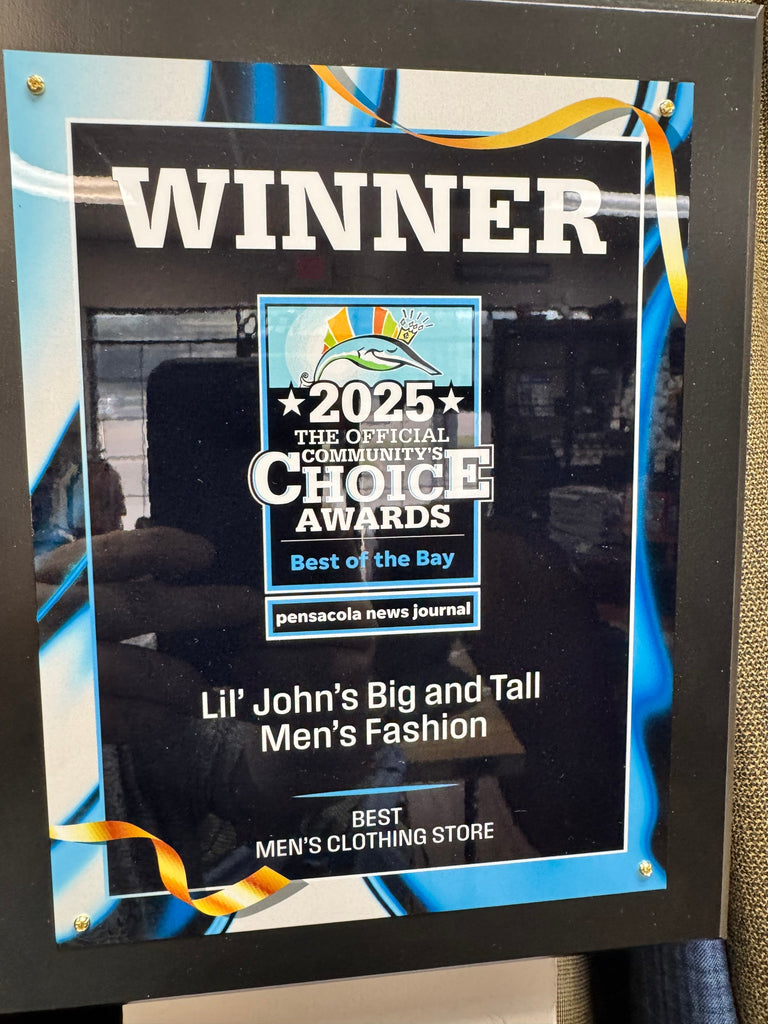 WINNER
2025
THE OFFICIAL
COMMUNITY'S
CHOICE
AWARDS
Best of the Bay
pensacola news journal
Lil' John's Big and Tall
Men's Fashion
BEST
MEN'S CLOTHING STORE